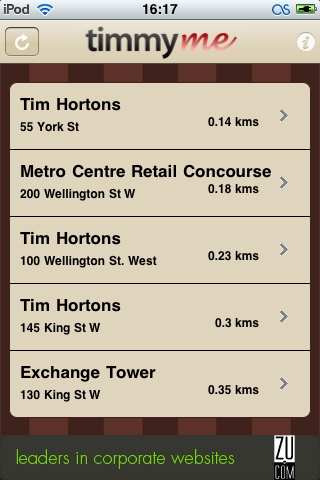 iPod 16:17
timmyme
Tim Hortons
55 York St 0.14 kms
Metro Centre Retail Concourse
200 Wellington St W 0.18 kms
Tim Hortons
100 Wellington St. West 0.23 kms
Tim Hortons
145 King St W 0.3 kms
Exchange Tower
130 King St W 0.35 kms
leaders in corporate websites
ZU
.COM